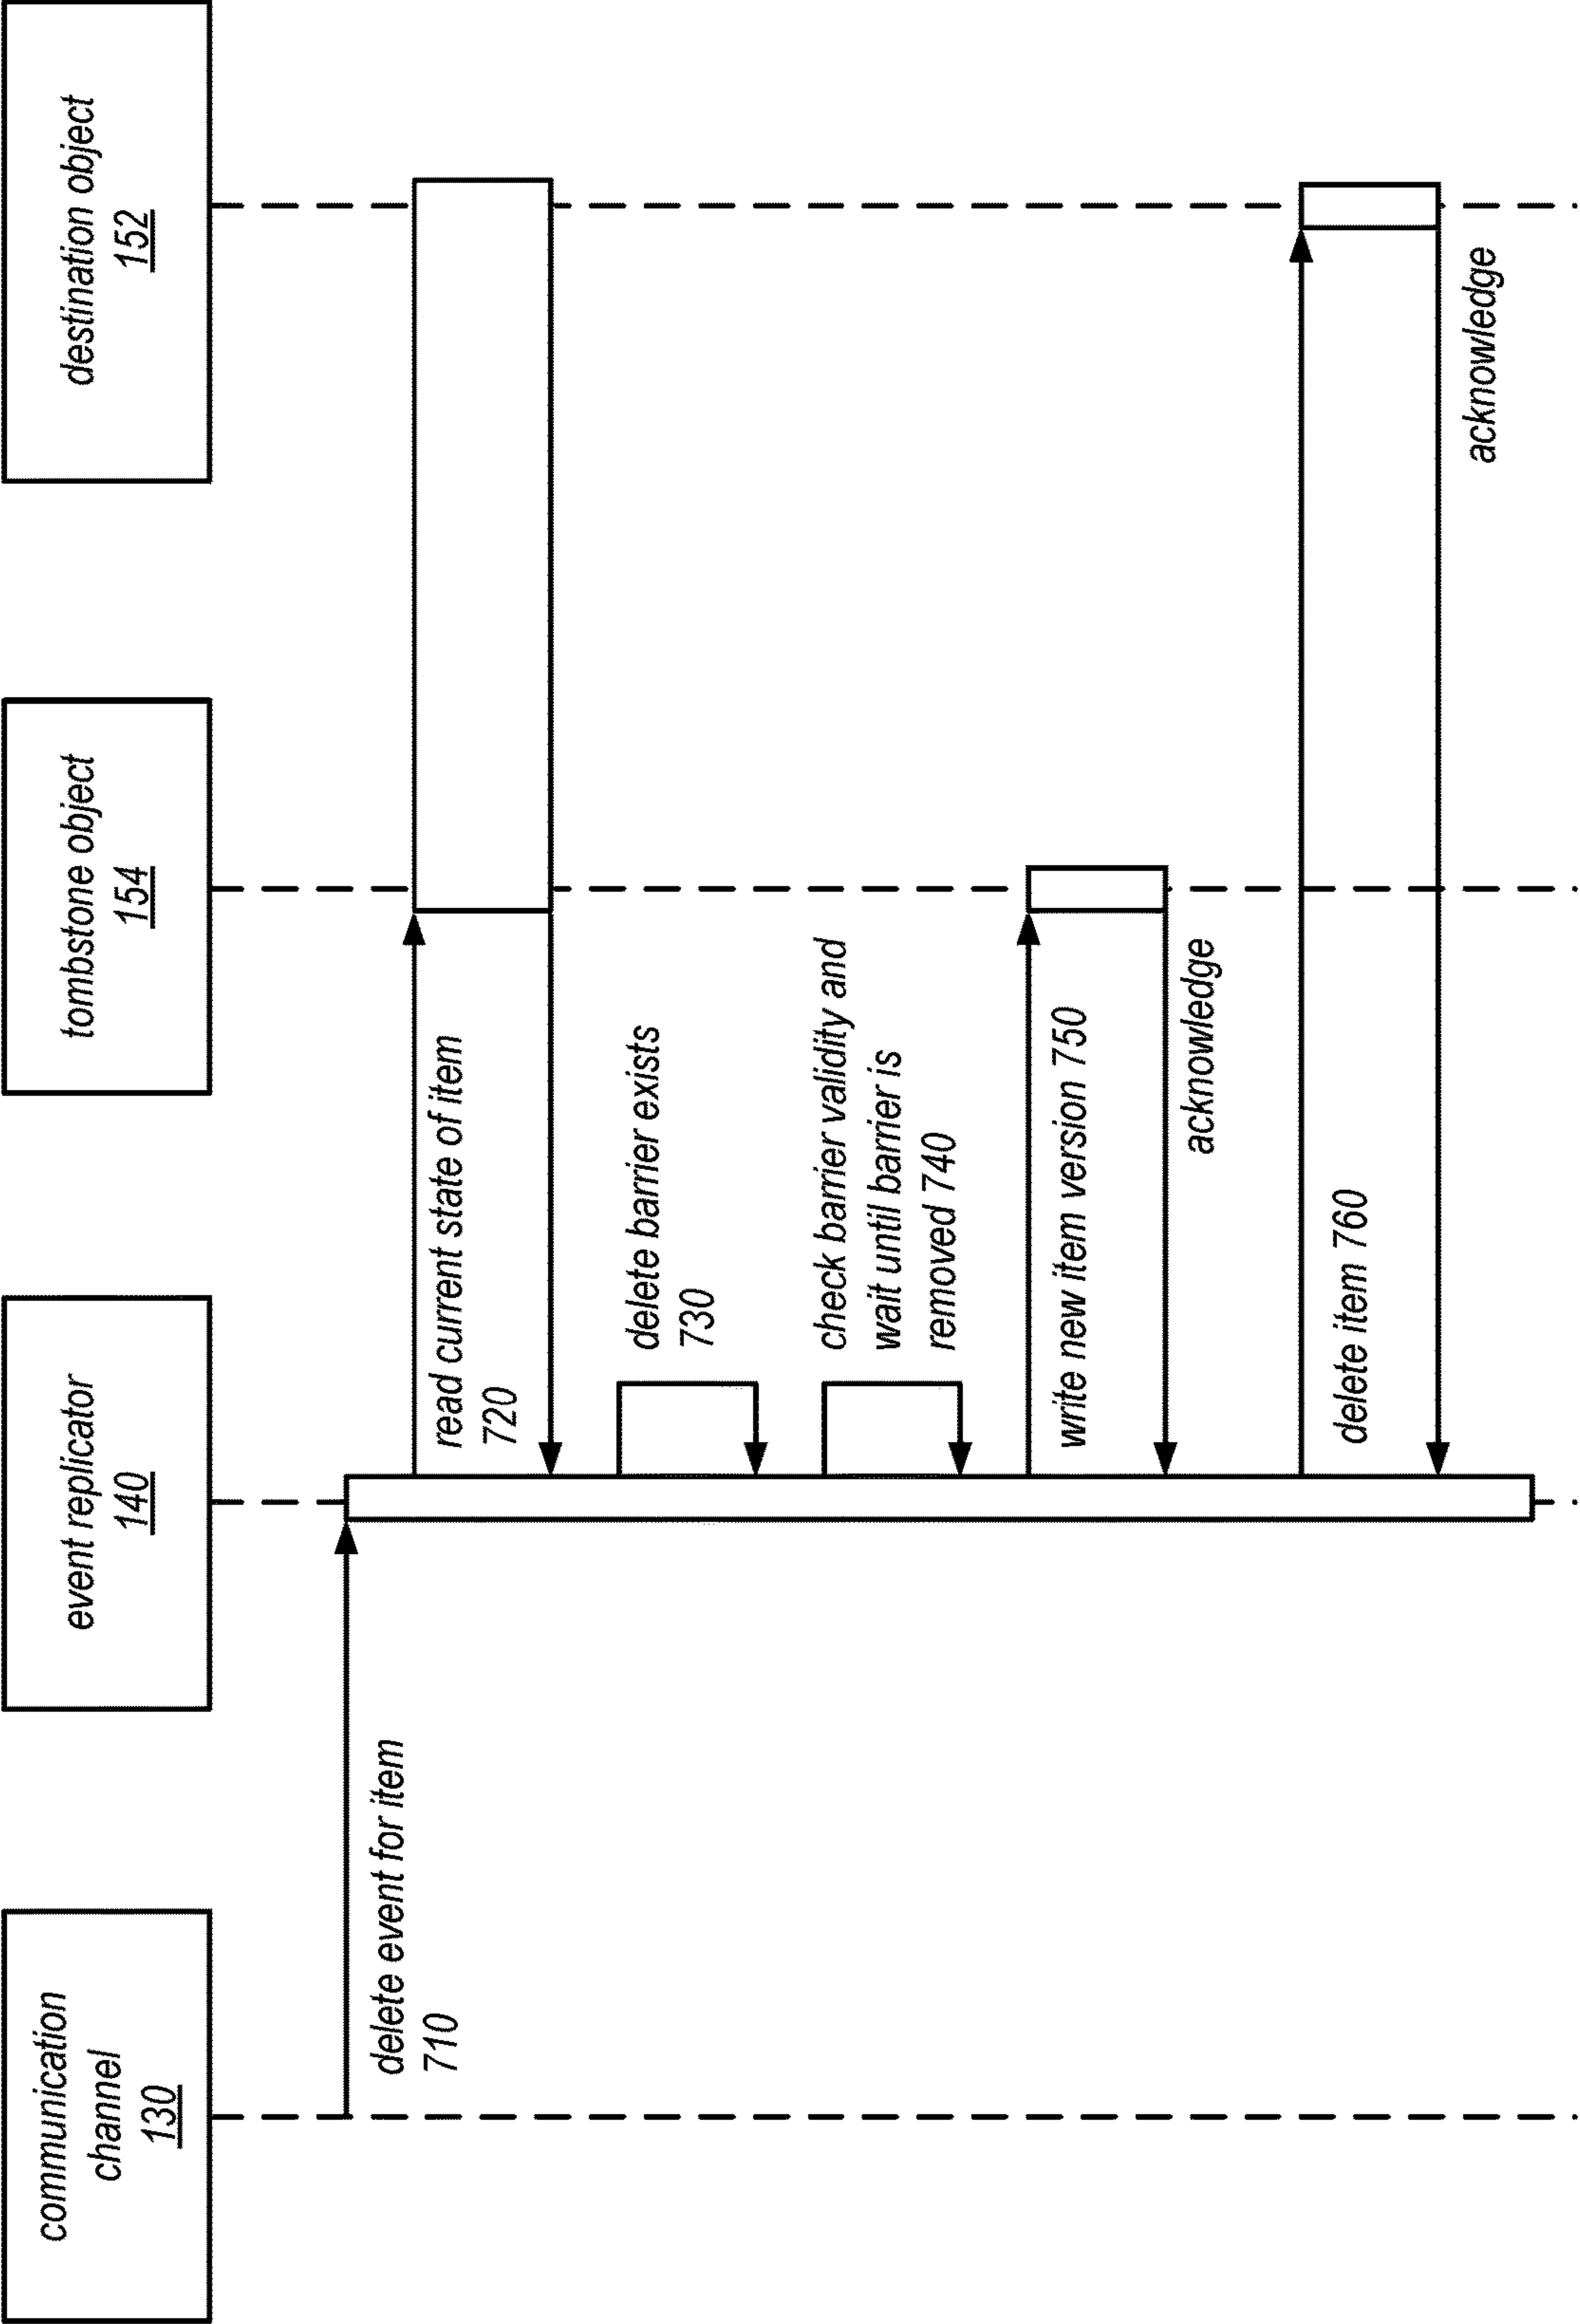 communication
channel
130
event replicator
140
tombstone object
154
destination object
152
delete event for item
710
read current state of item
720
delete barrier exists
730
check barrier validity and
wait until barrier is
removed 740
write new item version 750
acknowledge
delete item 760
acknowledge